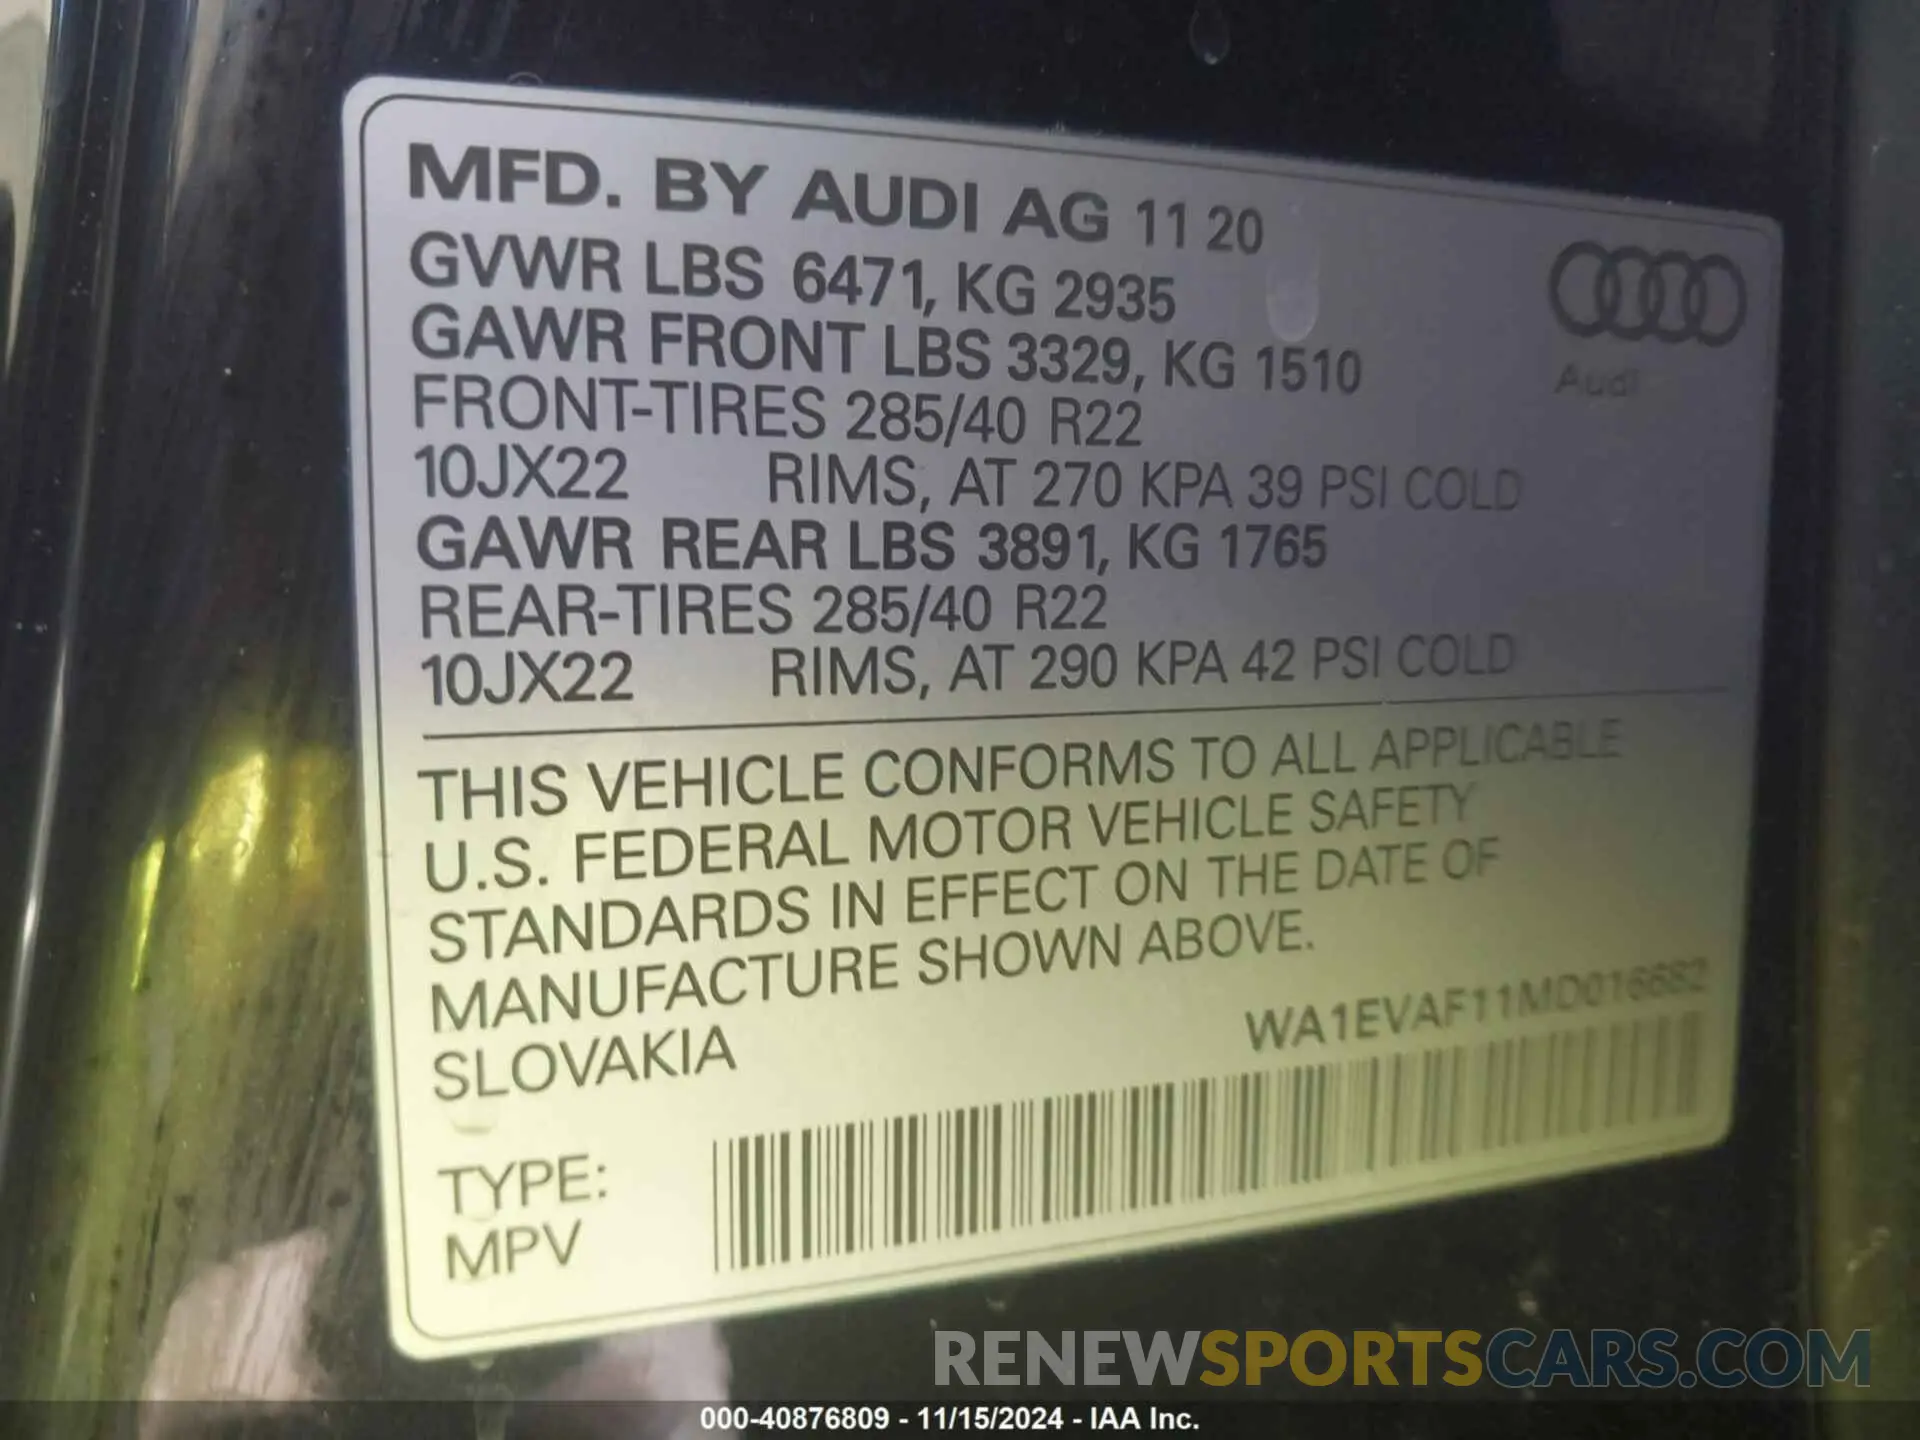 MFD. BY AUDI AG 11 20
GVWR LBS 6471, KG 2935
GAWR FRONT LBS 3329, KG 1510
FRONT-TIRES 285/40 R22
10JX22 RIMS, AT 270 KPA 39 PSI COLD
GAWR REAR LBS 3891, KG 1765
REAR-TIRES 285/40 R22
10JX22 RIMS, AT 290 KPA 42 PSI COLD
Audi
THIS VEHICLE CONFORMS TO ALL APPLICABLE
U.S. FEDERAL MOTOR VEHICLE SAFETY
STANDARDS IN EFFECT ON THE DATE OF
MANUFACTURE SHOWN ABOVE.
SLOVAKIA
WA1EVAF11MD016682
TYPE:
MPV
RENEWSPORTSCARS.COM
000-40876809 - 11/15/2024 - IAA Inc.